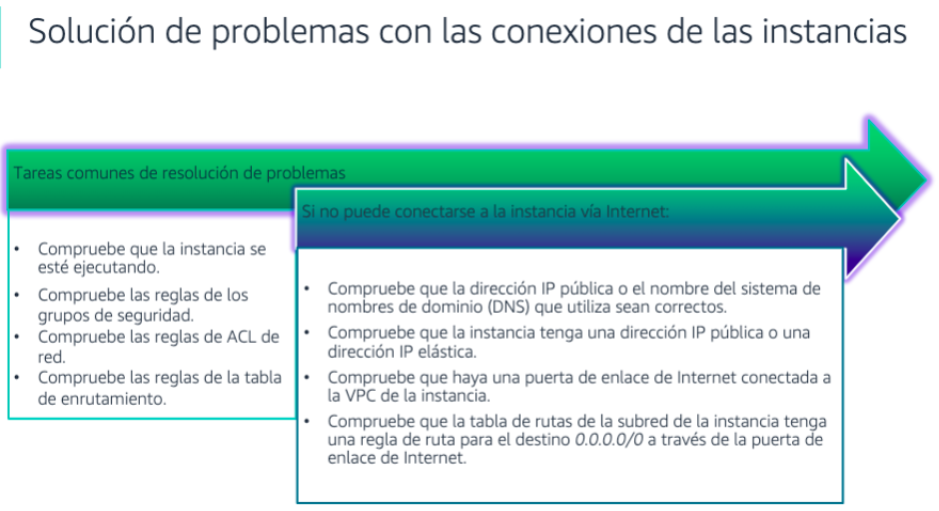 Solución de problemas con las conexiones de las instancias
Tareas comunes de resolución de problemas
• Compruebe que la instancia se
esté ejecutando.
• Compruebe las reglas de los
grupos de seguridad.
• Compruebe las reglas de ACL de
red.
• Compruebe las reglas de la tabla
de enrutamiento.
Si no puede conectarse a la instancia vía Internet:
• Compruebe que la dirección IP pública o el nombre del sistema de
nombres de dominio (DNS) que utiliza sean correctos.
• Compruebe que la instancia tenga una dirección IP pública o una
dirección IP elástica.
• Compruebe que haya una puerta de enlace de Internet conectada a
la VPC de la instancia.
• Compruebe que la tabla de rutas de la subred de la instancia tenga
una regla de ruta para el destino 0.0.0.0/0 a través de la puerta de
enlace de Internet.